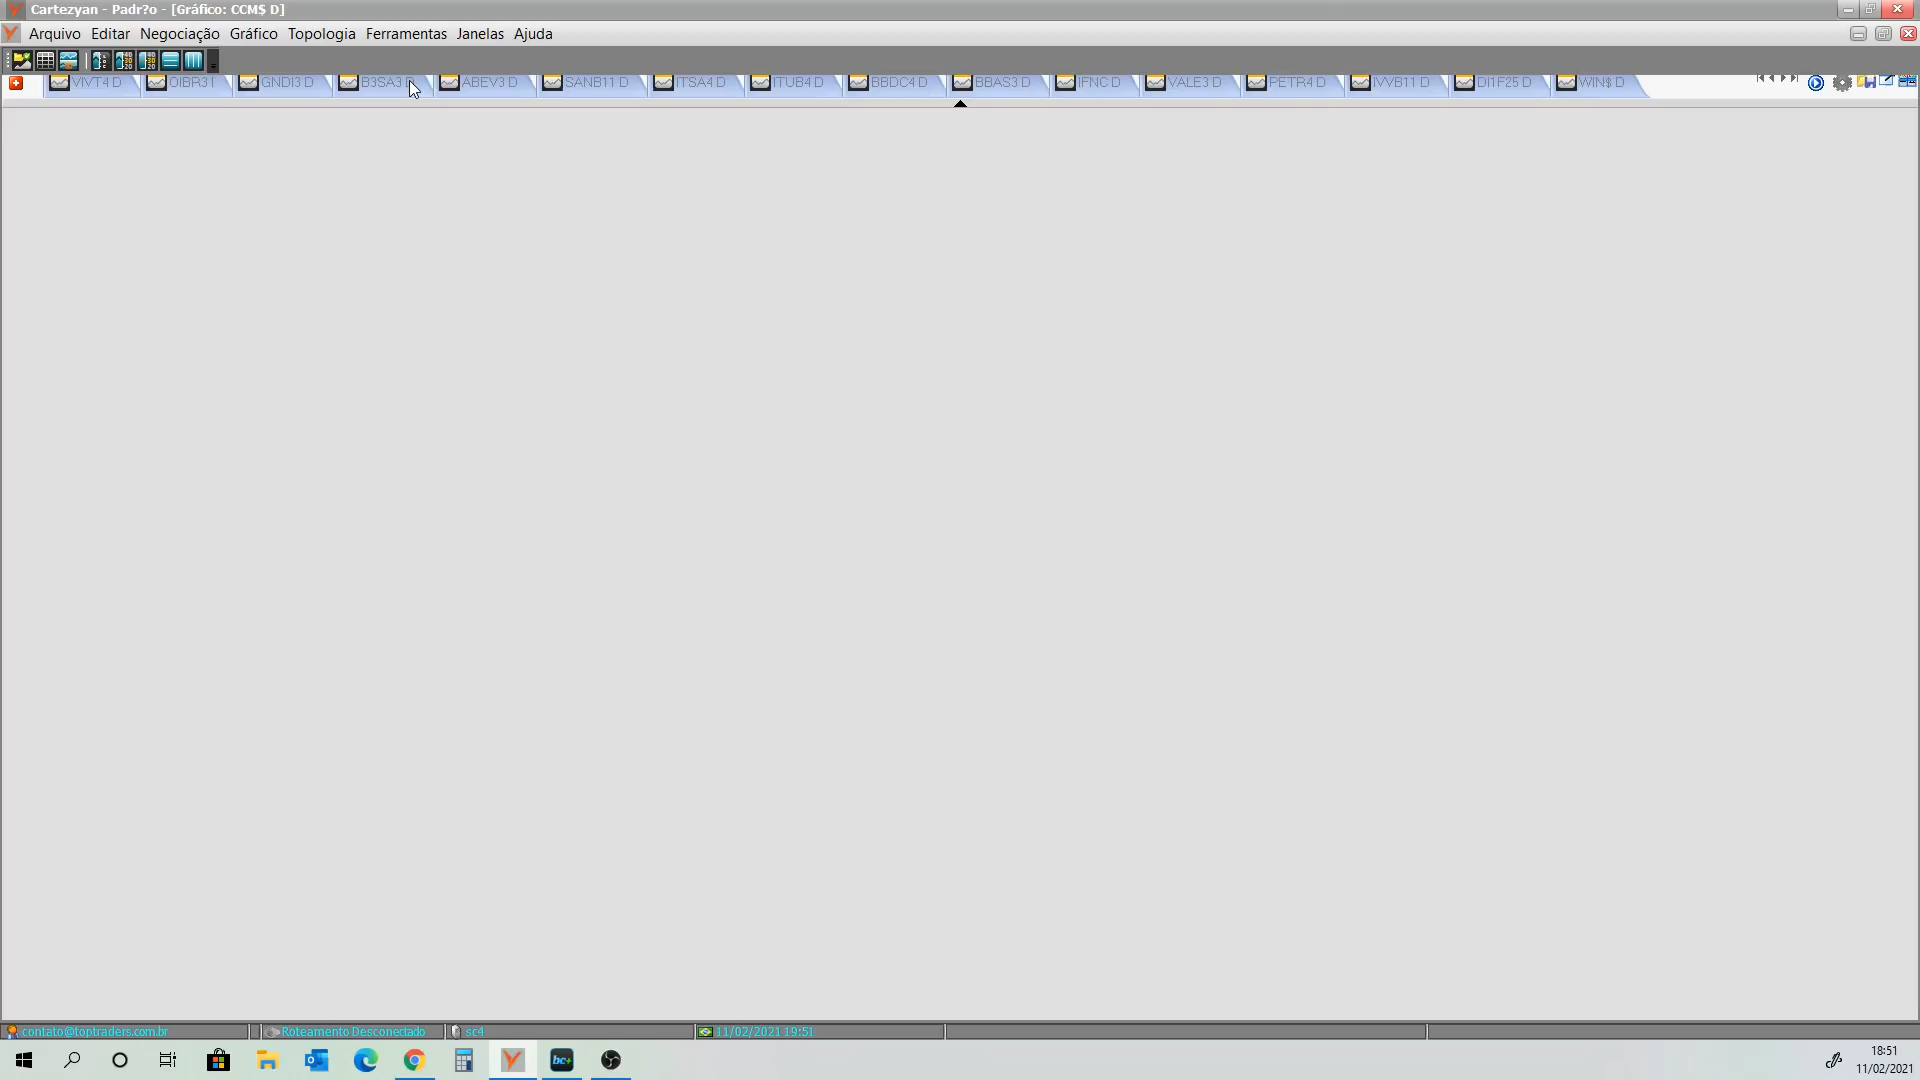 Cartezyan - Padr?o - [Gráfico: CCM$ D]
Arquivo Editar Negociação Gráfico Topologia Ferramentas Janelas Ajuda
VIVT4 D OIBR3 GNDI3 D B3SA3 D ABEV3 D SANB11 D ITSA4 D ITUB4 D BBDC4 D BBAS3 D IFNC D VALE3 D PETR4 D IVVB11 D DI1F25 D WIN$ D
contato@toptraders.com.br Roteamento Desconectado sc4 11/02/2021 19:51
bc+
18:51
11/02/2021